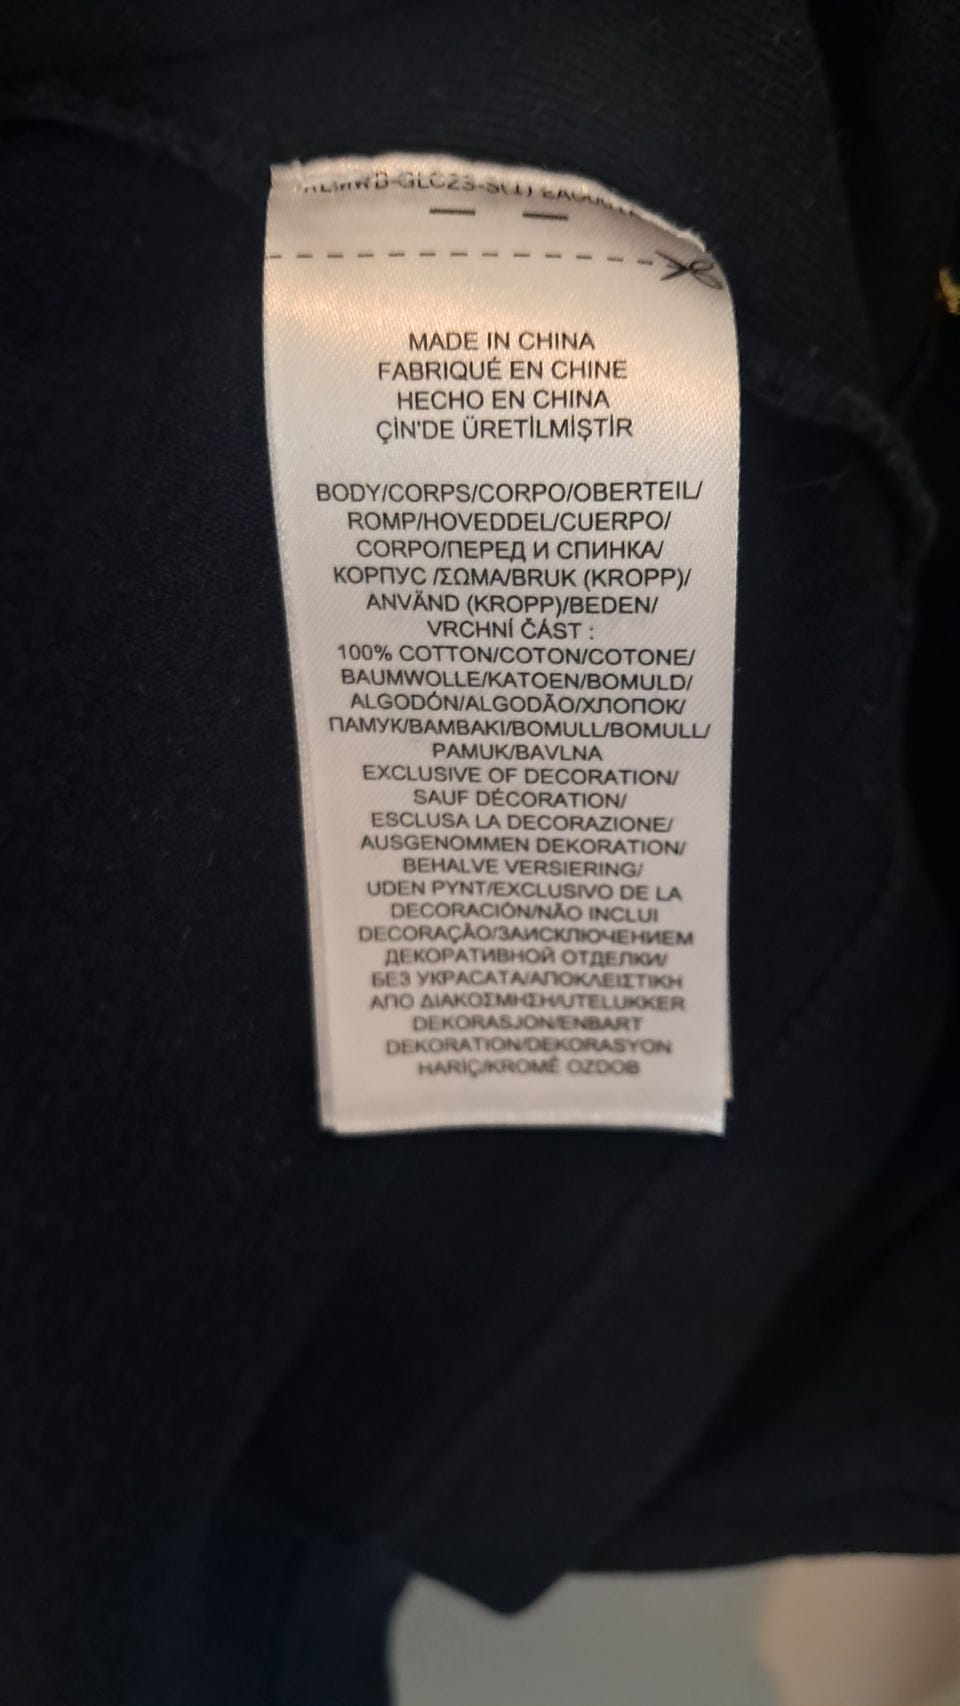 MADE IN CHINA
FABRIQUÉ EN CHINE
HECHO EN CHINA
ÇİN'DE ÜRETİLMİŞTİR
BODY/CORPS/CORPO/OBERTEIL/
ROMP/HOVEDDEL/CUERPO/
CORPO/ПЕРЕД И СПИНКА/
КОРПУС /ΣΩΜΑ/BRUK (KROPP)/
ANVÄND (KROPP)/BEDEN/
VRCHNÍ ČÁST :
100% COTTON/COTON/COTONE/
BAUMWOLLE/KATOEN/BOMULD/
ALGODÓN/ALGODÃO/ХЛОПОК/
ПАМУК/ΒΑΜΒΑΚΙ/BOMULL/BOMULL/
PAMUK/BAVLNA
EXCLUSIVE OF DECORATION/
SAUF DÉCORATION/
ESCLUSA LA DECORAZIONE/
AUSGENOMMEN DEKORATION/
BEHALVE VERSIERING/
UDEN PYNT/EXCLUSIVO DE LA
DECORACIÓN/NÃO INCLUI
DECORAÇÃO/ЗАИСКЛЮЧЕНИЕМ
ДЕКОРАТИВНОЙ ОТДЕЛКИ/
БЕЗ УКРАСАТА/ΑΠΟΚΛΕΙΣΤΙΚΗ
ΑΠΟ ΔΙΑΚΟΣΜΗΣΗ/UTELUKKER
DEKORASJON/ENBART
DEKORATION/DEKORASYON
HARİÇ/KROMĚ OZDOB